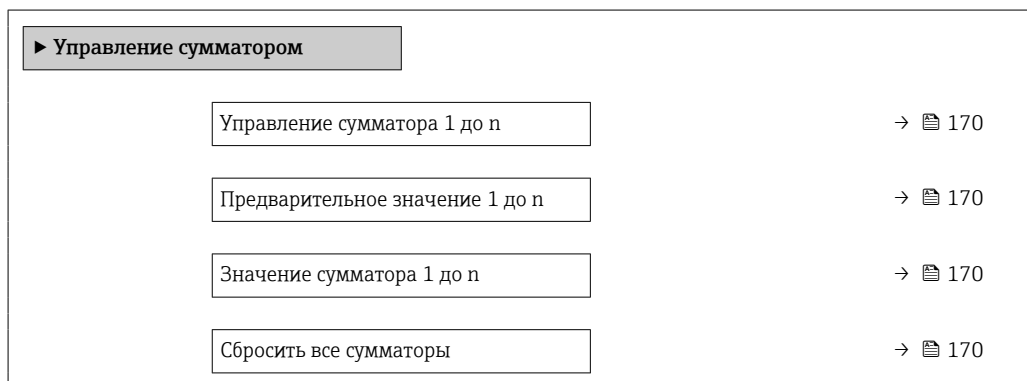 ▶ Управление сумматором
Управление сумматора 1 до n → 170
Предварительное значение 1 до n → 170
Значение сумматора 1 до n → 170
Сбросить все сумматоры → 170